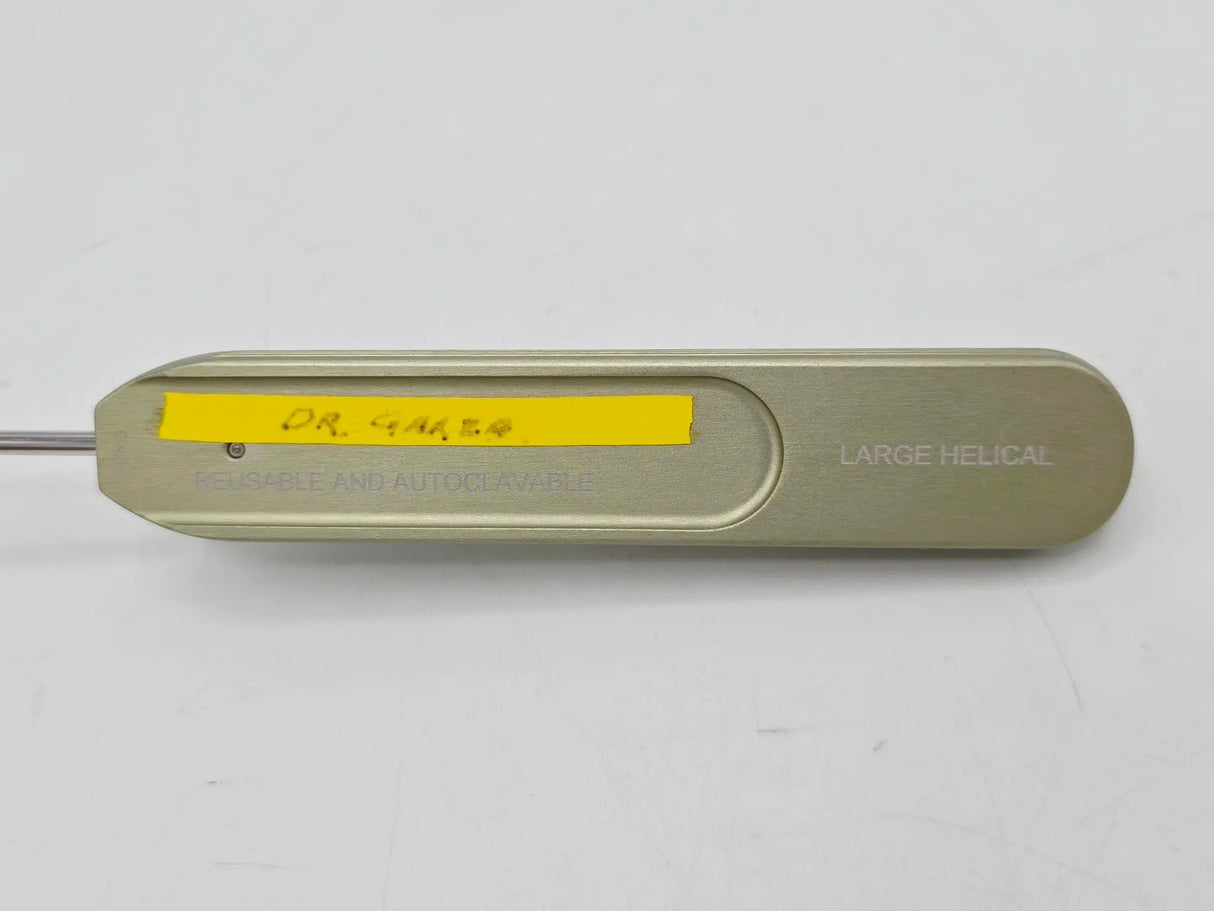 DR. GARZA
REUSABLE AND AUTOCLAVABLE
LARGE HELICAL